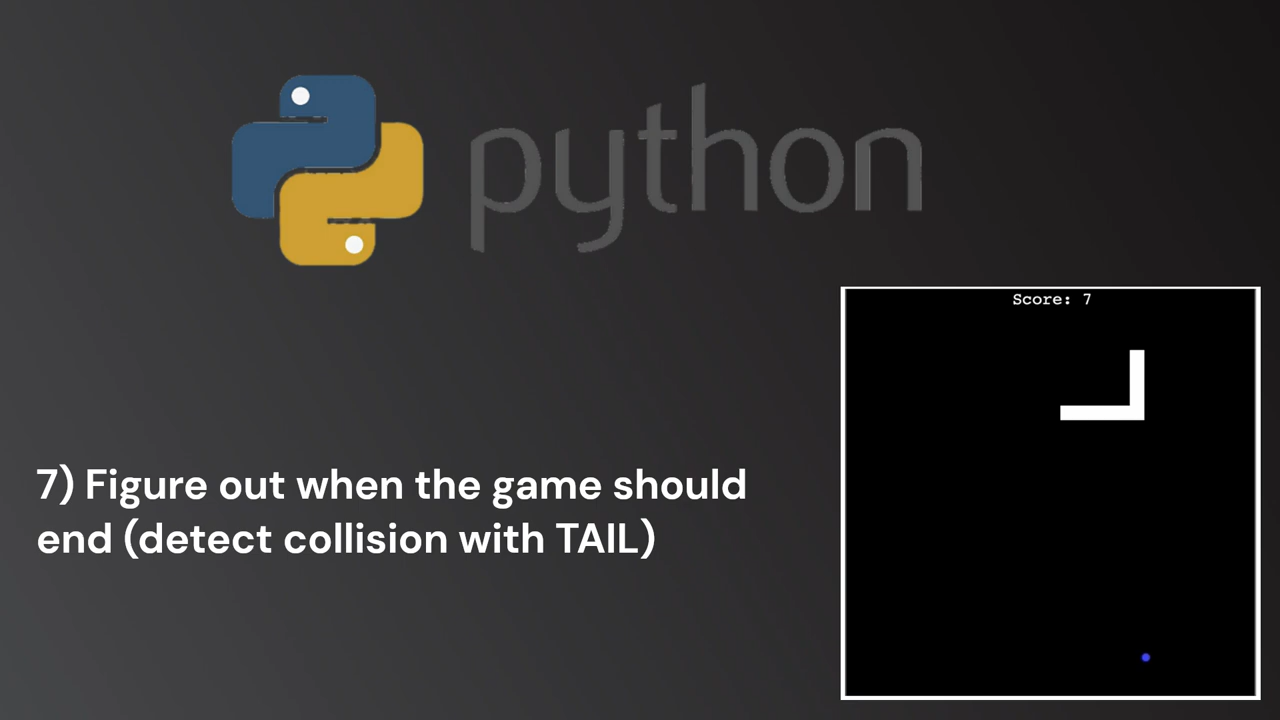 python
Score: 7
7) Figure out when the game should
end (detect collision with TAIL)